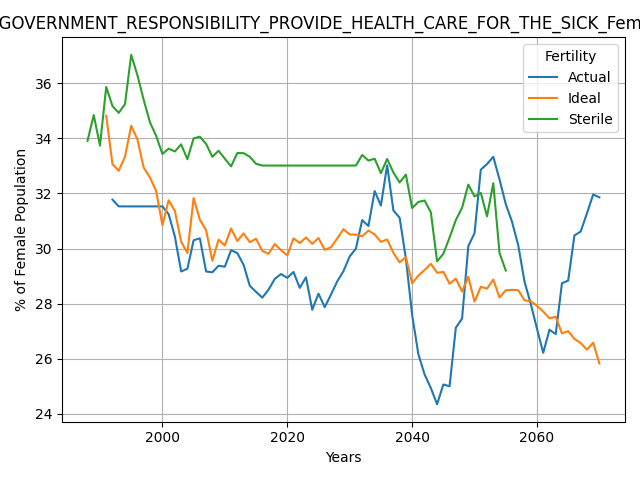 GOVERNMENT_RESPONSIBILITY_PROVIDE_HEALTH_CARE_FOR_THE_SICK_Fem
Fertility
Actual
Ideal
Sterile
% of Female Population
36
34
32
30
28
26
24
2000 2020 2040 2060
Years